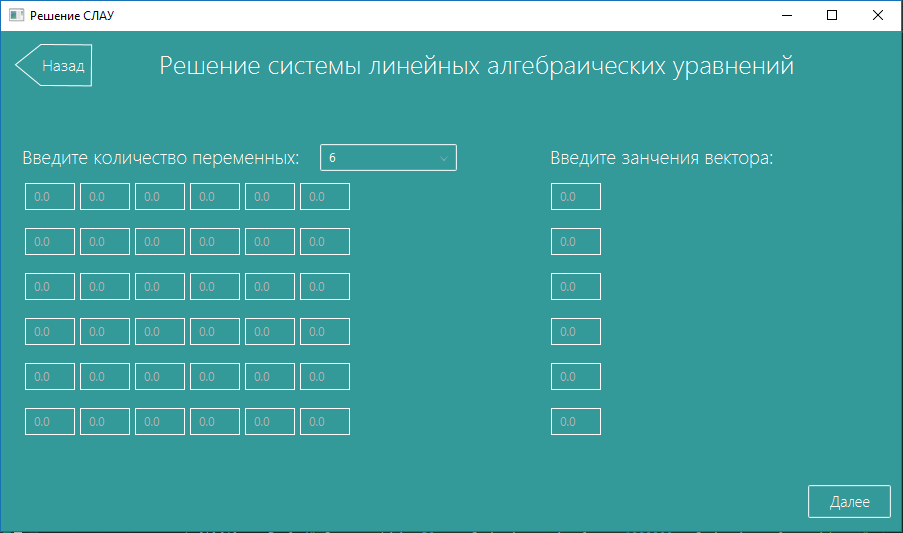 Решение СЛАУ
Назад
Решение системы линейных алгебраических уравнений
Введите количество переменных: 6
Введите занчения вектора:
0.0 0.0 0.0 0.0 0.0 0.0 0.0
0.0 0.0 0.0 0.0 0.0 0.0 0.0
0.0 0.0 0.0 0.0 0.0 0.0 0.0
0.0 0.0 0.0 0.0 0.0 0.0 0.0
0.0 0.0 0.0 0.0 0.0 0.0 0.0
0.0 0.0 0.0 0.0 0.0 0.0 0.0
Далее